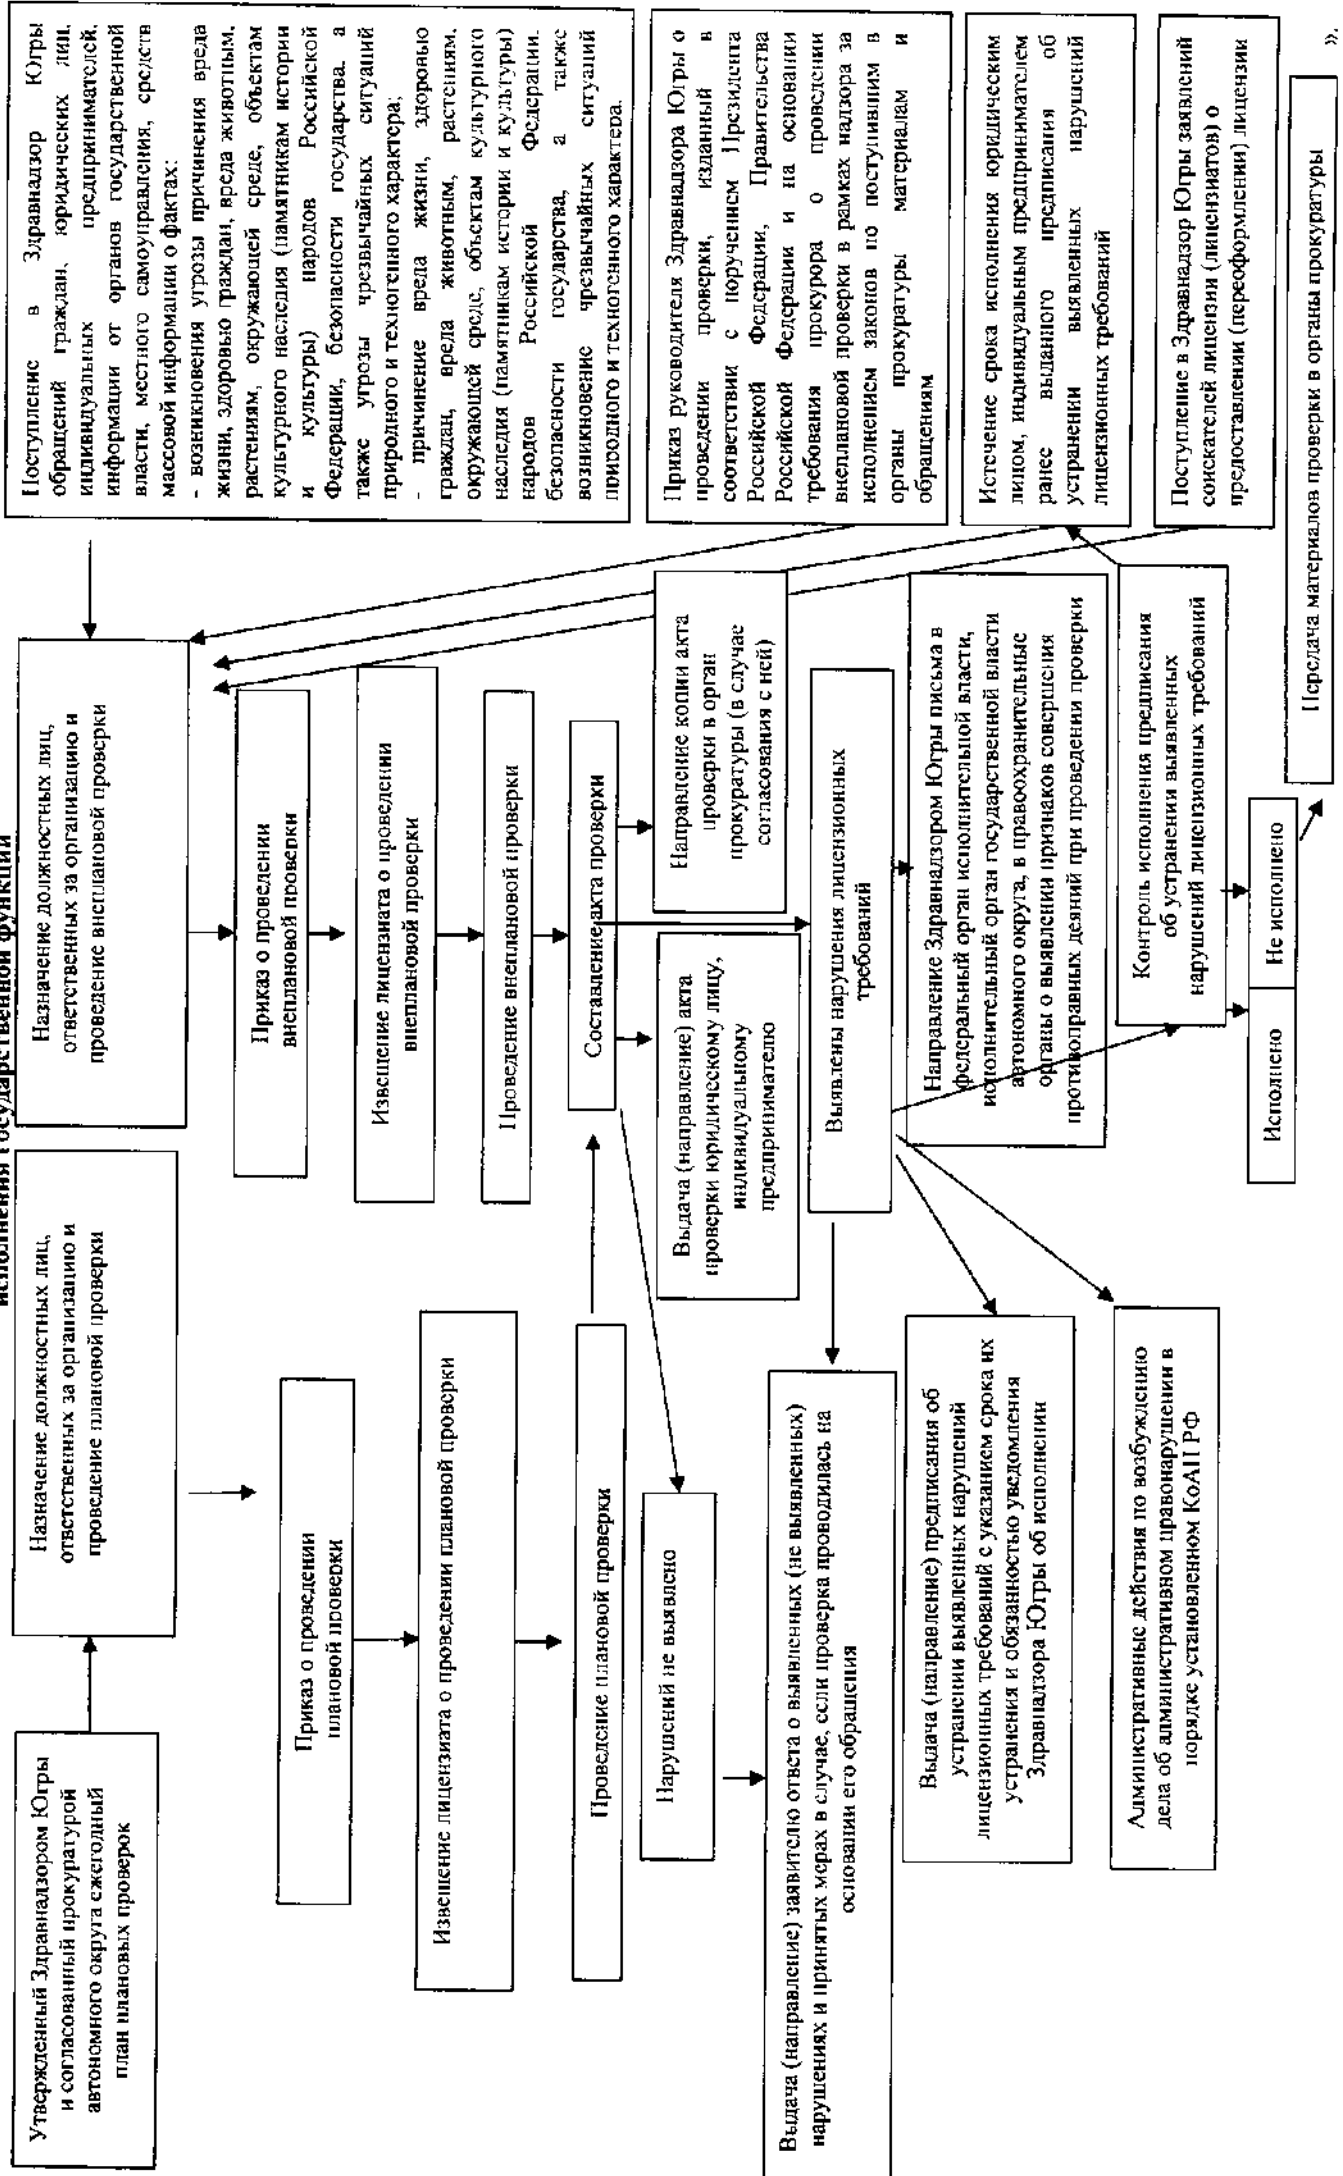 исполнения государственной функции
Утвержденный Здравнадзором Югры
и согласованный прокуратурой
автономного округа ежегодный
план плановых проверок
Назначение должностных лиц,
ответственных за организацию и
проведение плановой проверки
Приказ о проведении
плановой проверки
Извещение лицензиата о проведении плановой проверки
Проведение плановой проверки
Нарушений не выявлено
Выдача (направление) заявителю ответа о выявленных (не выявленных)
нарушениях и принятых мерах в случае, если проверка проводилась на
основании его обращения
Выдача (направление) предписания об
устранении выявленных нарушений
лицензионных требований с указанием срока их
устранения и обязанностью уведомления
Здравнадзора Югры об исполнении
Административные действия по возбуждению
дела об административном правонарушении в
порядке установленном КоАП РФ
Назначение должностных лиц,
ответственных за организацию и
проведение внеплановой проверки
Приказ о проведении
внеплановой проверки
Извещение лицензиата о проведении
внеплановой проверки
Проведение внеплановой проверки
Составление акта проверки
Выдача (направление) акта
проверки юридическому лицу,
индивидуальному
предпринимателю
Направление копии акта
проверки в орган
прокуратуры (в случае
согласования с ней)
Выявлены нарушения лицензионных
требований
Направление Здравнадзором Югры письма в
федеральный орган исполнительной власти,
исполнительный орган государственной власти
автономного округа, в правоохранительные
органы о выявлении признаков совершения
противоправных деяний при проведении проверки
Контроль исполнения предписания
об устранении выявленных
нарушений лицензионных требований
Исполнено
Не исполнено
Поступление в Здравнадзор Югры
обращений граждан, юридических лиц,
индивидуальных предпринимателей,
информации от органов государственной
власти, местного самоуправления, средств
массовой информации о фактах:
- возникновения угрозы причинения вреда
жизни, здоровью граждан, вреда животным,
растениям, окружающей среде, объектам
культурного наследия (памятникам истории
и культуры) народов Российской
Федерации, безопасности государства, а
также угрозы чрезвычайных ситуаций
природного и техногенного характера;
- причинение вреда жизни, здоровью
граждан, вреда животным, растениям,
окружающей среде, объектам культурного
наследия (памятникам истории и культуры)
народов Российской Федерации,
безопасности государства, а также
возникновение чрезвычайных ситуаций
природного и техногенного характера.
Приказ руководителя Здравнадзора Югры о
проведении проверки, изданный в
соответствии с поручением Президента
Российской Федерации, Правительства
Российской Федерации и на основании
требования прокурора о проведении
внеплановой проверки в рамках надзора за
исполнением законов по поступившим в
органы прокуратуры материалам и
обращениям
Истечение срока исполнения юридическим
лицом, индивидуальным предпринимателем
ранее выданного предписания об
устранении выявленных нарушений
лицензионных требований
Поступление в Здравнадзор Югры заявлений
соискателей лицензии (лицензиатов) о
предоставлении (переоформлении) лицензии
Передача материалов проверки в органы прокуратуры
».